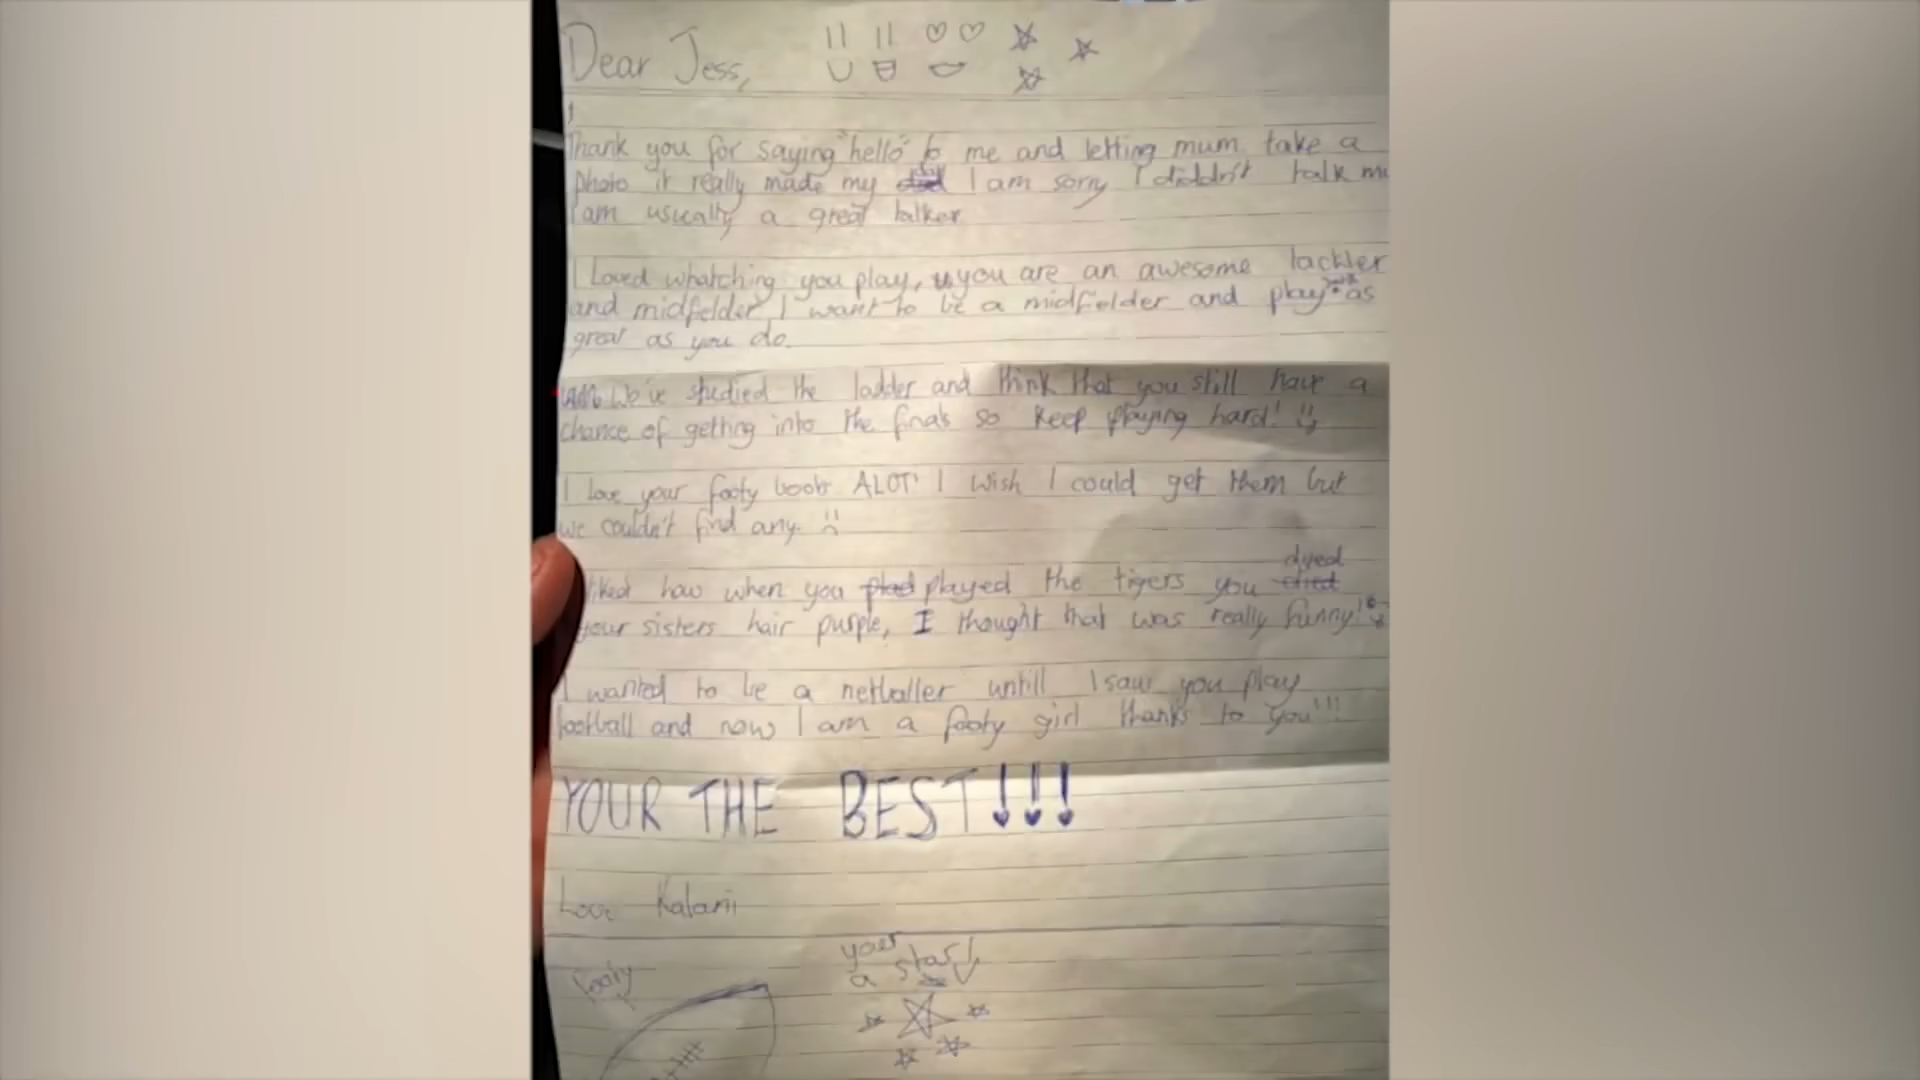 Dear Jess,
Thank you for saying "hello" to me and letting mum take a
photo it really made my I am sorry I diddn't talk
I am usually a great talker
I Loved whatching you play, you are an awesome tackler
and midfielder I want to be a midfielder and play as
great as you do.
We've studied the ladder and think that you still have a
chance of getting into the finals so keep playing hard!
I love your footy boots ALOT! I wish I could get them but
we couldn't find any.
dyed
liked how when you played the tigers you
your sisters hair purple, I thought that was really funny!
I wanted to be a netballer untill I saw you play
football and now I am a footy girl thanks to you!!!
YOUR THE BEST!!!
Love Kalani
your
a star!
footy